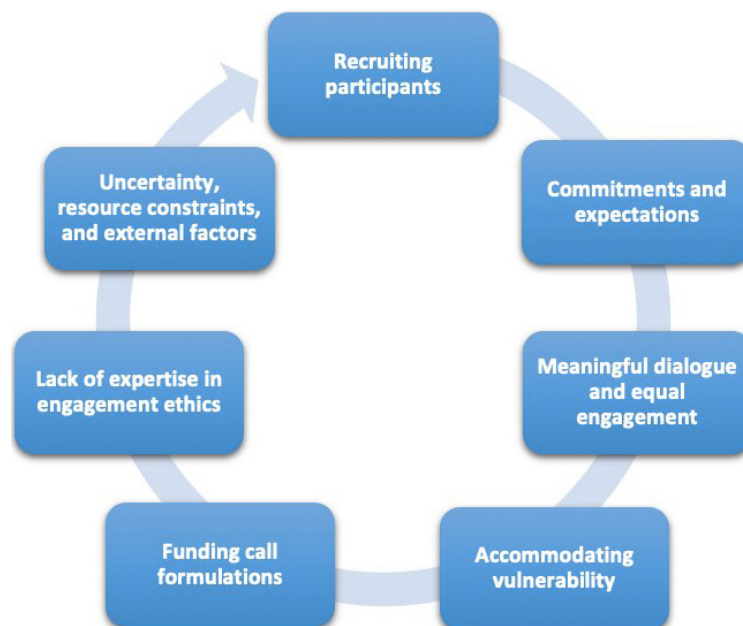 Recruiting
participants
Commitments and
expectations
Meaningful dialogue
and equal
engagement
Accommodating
vulnerability
Funding call
formulations
Lack of expertise in
engagement ethics
Uncertainty,
resource constraints,
and external factors